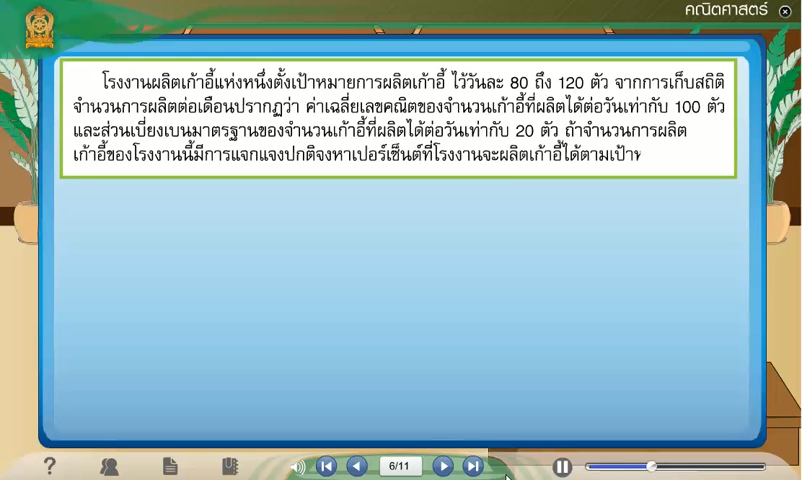 คณิตศาสตร์
โรงงานผลิตเก้าอี้แห่งหนึ่งตั้งเป้าหมายการผลิตเก้าอี้ ไว้วันละ 80 ถึง 120 ตัว จากการเก็บสถิติ
จำนวนการผลิตต่อเดือนปรากฏว่า ค่าเฉลี่ยเลขคณิตของจำนวนเก้าอี้ที่ผลิตได้ต่อวันเท่ากับ 100 ตัว
และส่วนเบี่ยงเบนมาตรฐานของจำนวนเก้าอี้ที่ผลิตได้ต่อวันเท่ากับ 20 ตัว ถ้าจำนวนการผลิต
เก้าอี้ของโรงงานนี้มีการแจกแจงปกติจงหาเปอร์เซ็นต์ที่โรงงานจะผลิตเก้าอี้ได้ตามเป้าห
6/11